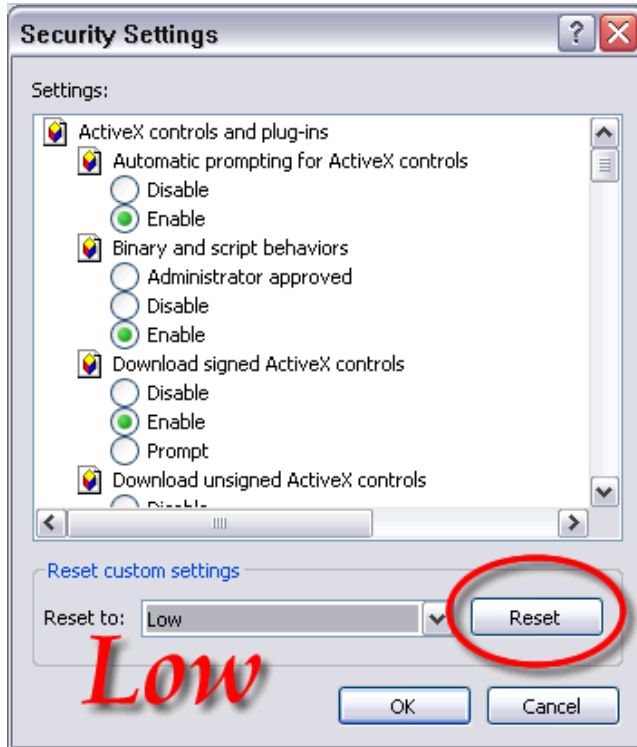 Security Settings
Settings:
ActiveX controls and plug-ins
Automatic prompting for ActiveX controls
Disable
Enable
Binary and script behaviors
Administrator approved
Disable
Enable
Download signed ActiveX controls
Disable
Enable
Prompt
Download unsigned ActiveX controls
Disable
Reset custom settings
Reset to: Low Reset
Low
OK Cancel